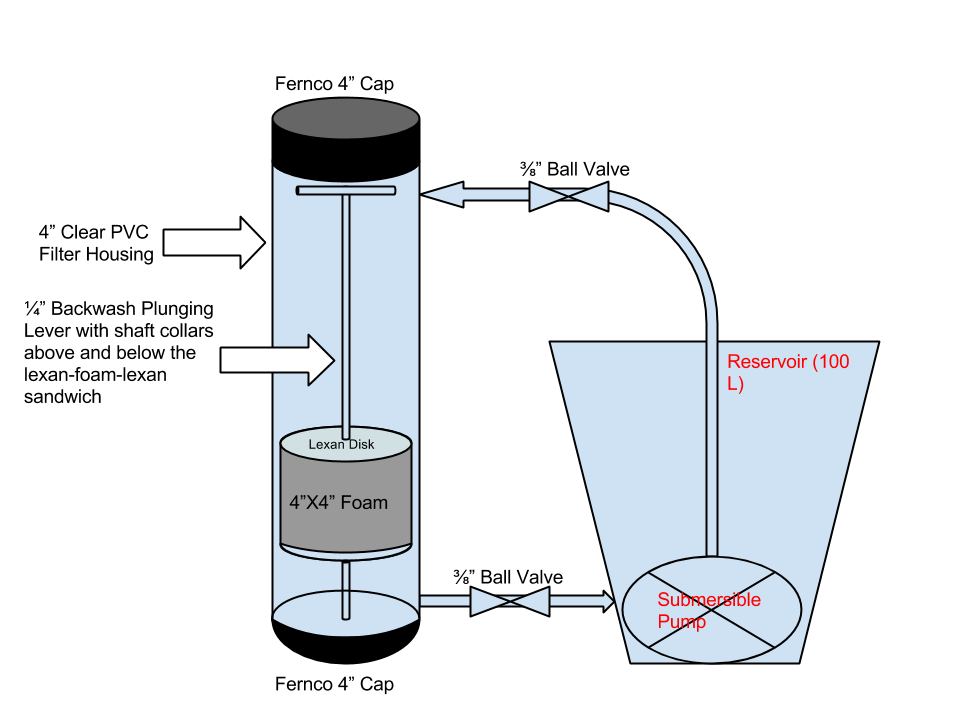 Fernco 4” Cap
⅜” Ball Valve
4” Clear PVC
Filter Housing
¼” Backwash Plunging
Lever with shaft collars
above and below the
lexan-foam-lexan
sandwich
Reservoir (100
L)
Lexan Disk
4”X4” Foam
⅜” Ball Valve
Submersible
Pump
Fernco 4” Cap